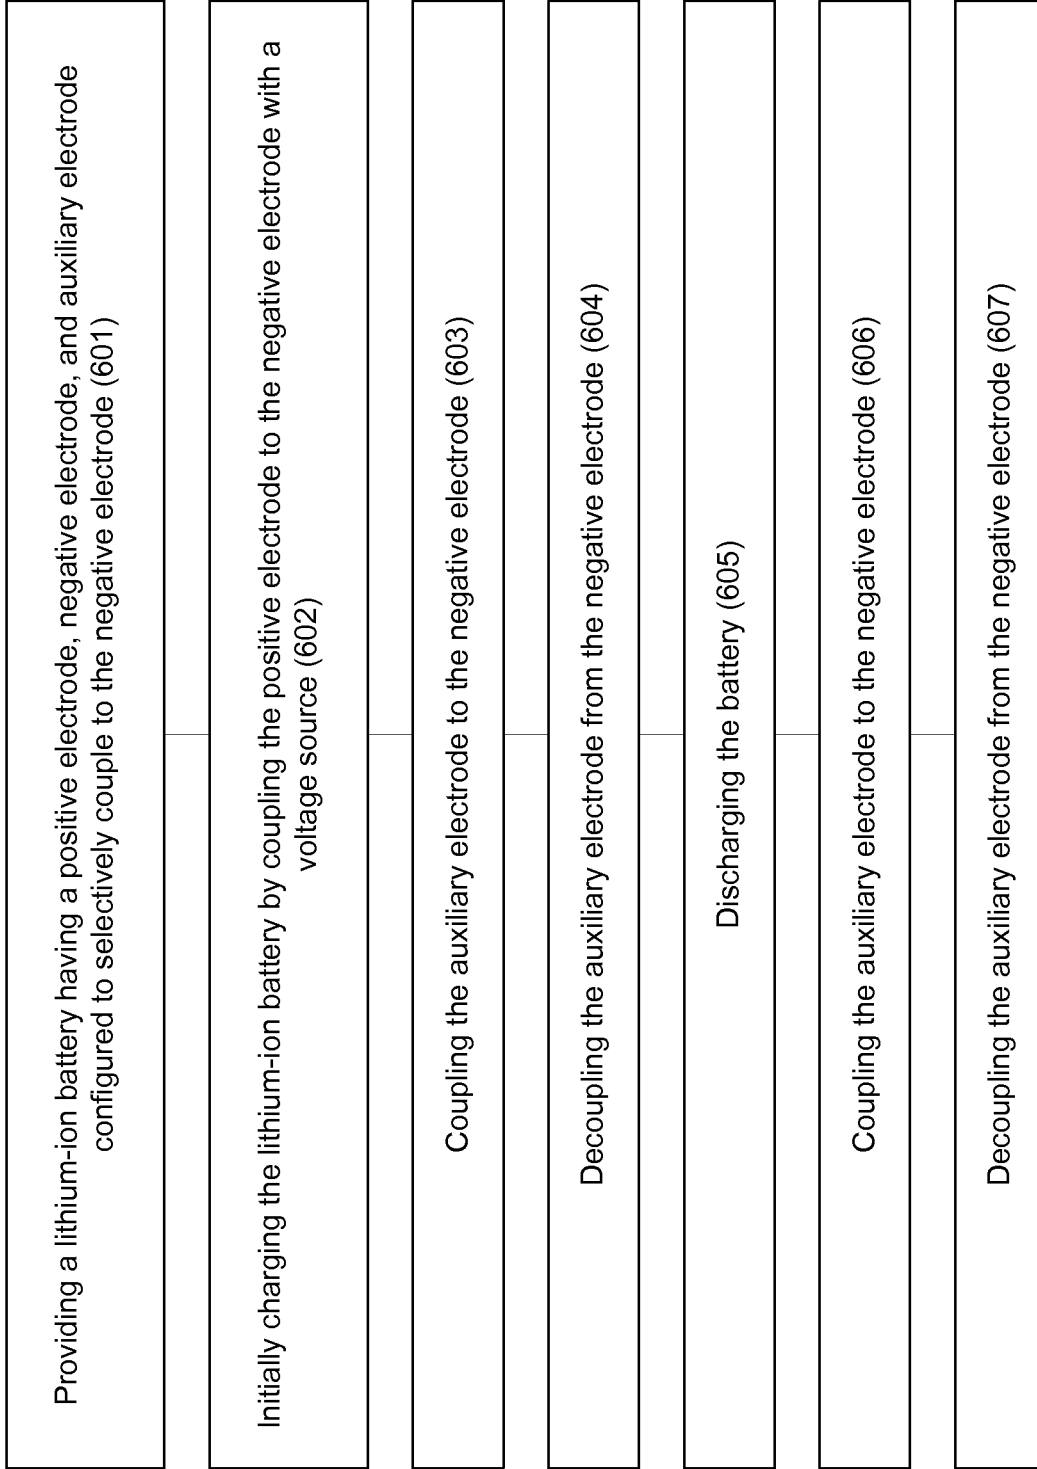 Providing a lithium-ion battery having a positive electrode, negative electrode, and auxiliary electrode
configured to selectively couple to the negative electrode (601)
Initially charging the lithium-ion battery by coupling the positive electrode to the negative electrode with a
voltage source (602)
Coupling the auxiliary electrode to the negative electrode (603)
Decoupling the auxiliary electrode from the negative electrode (604)
Discharging the battery (605)
Coupling the auxiliary electrode to the negative electrode (606)
Decoupling the auxiliary electrode from the negative electrode (607)